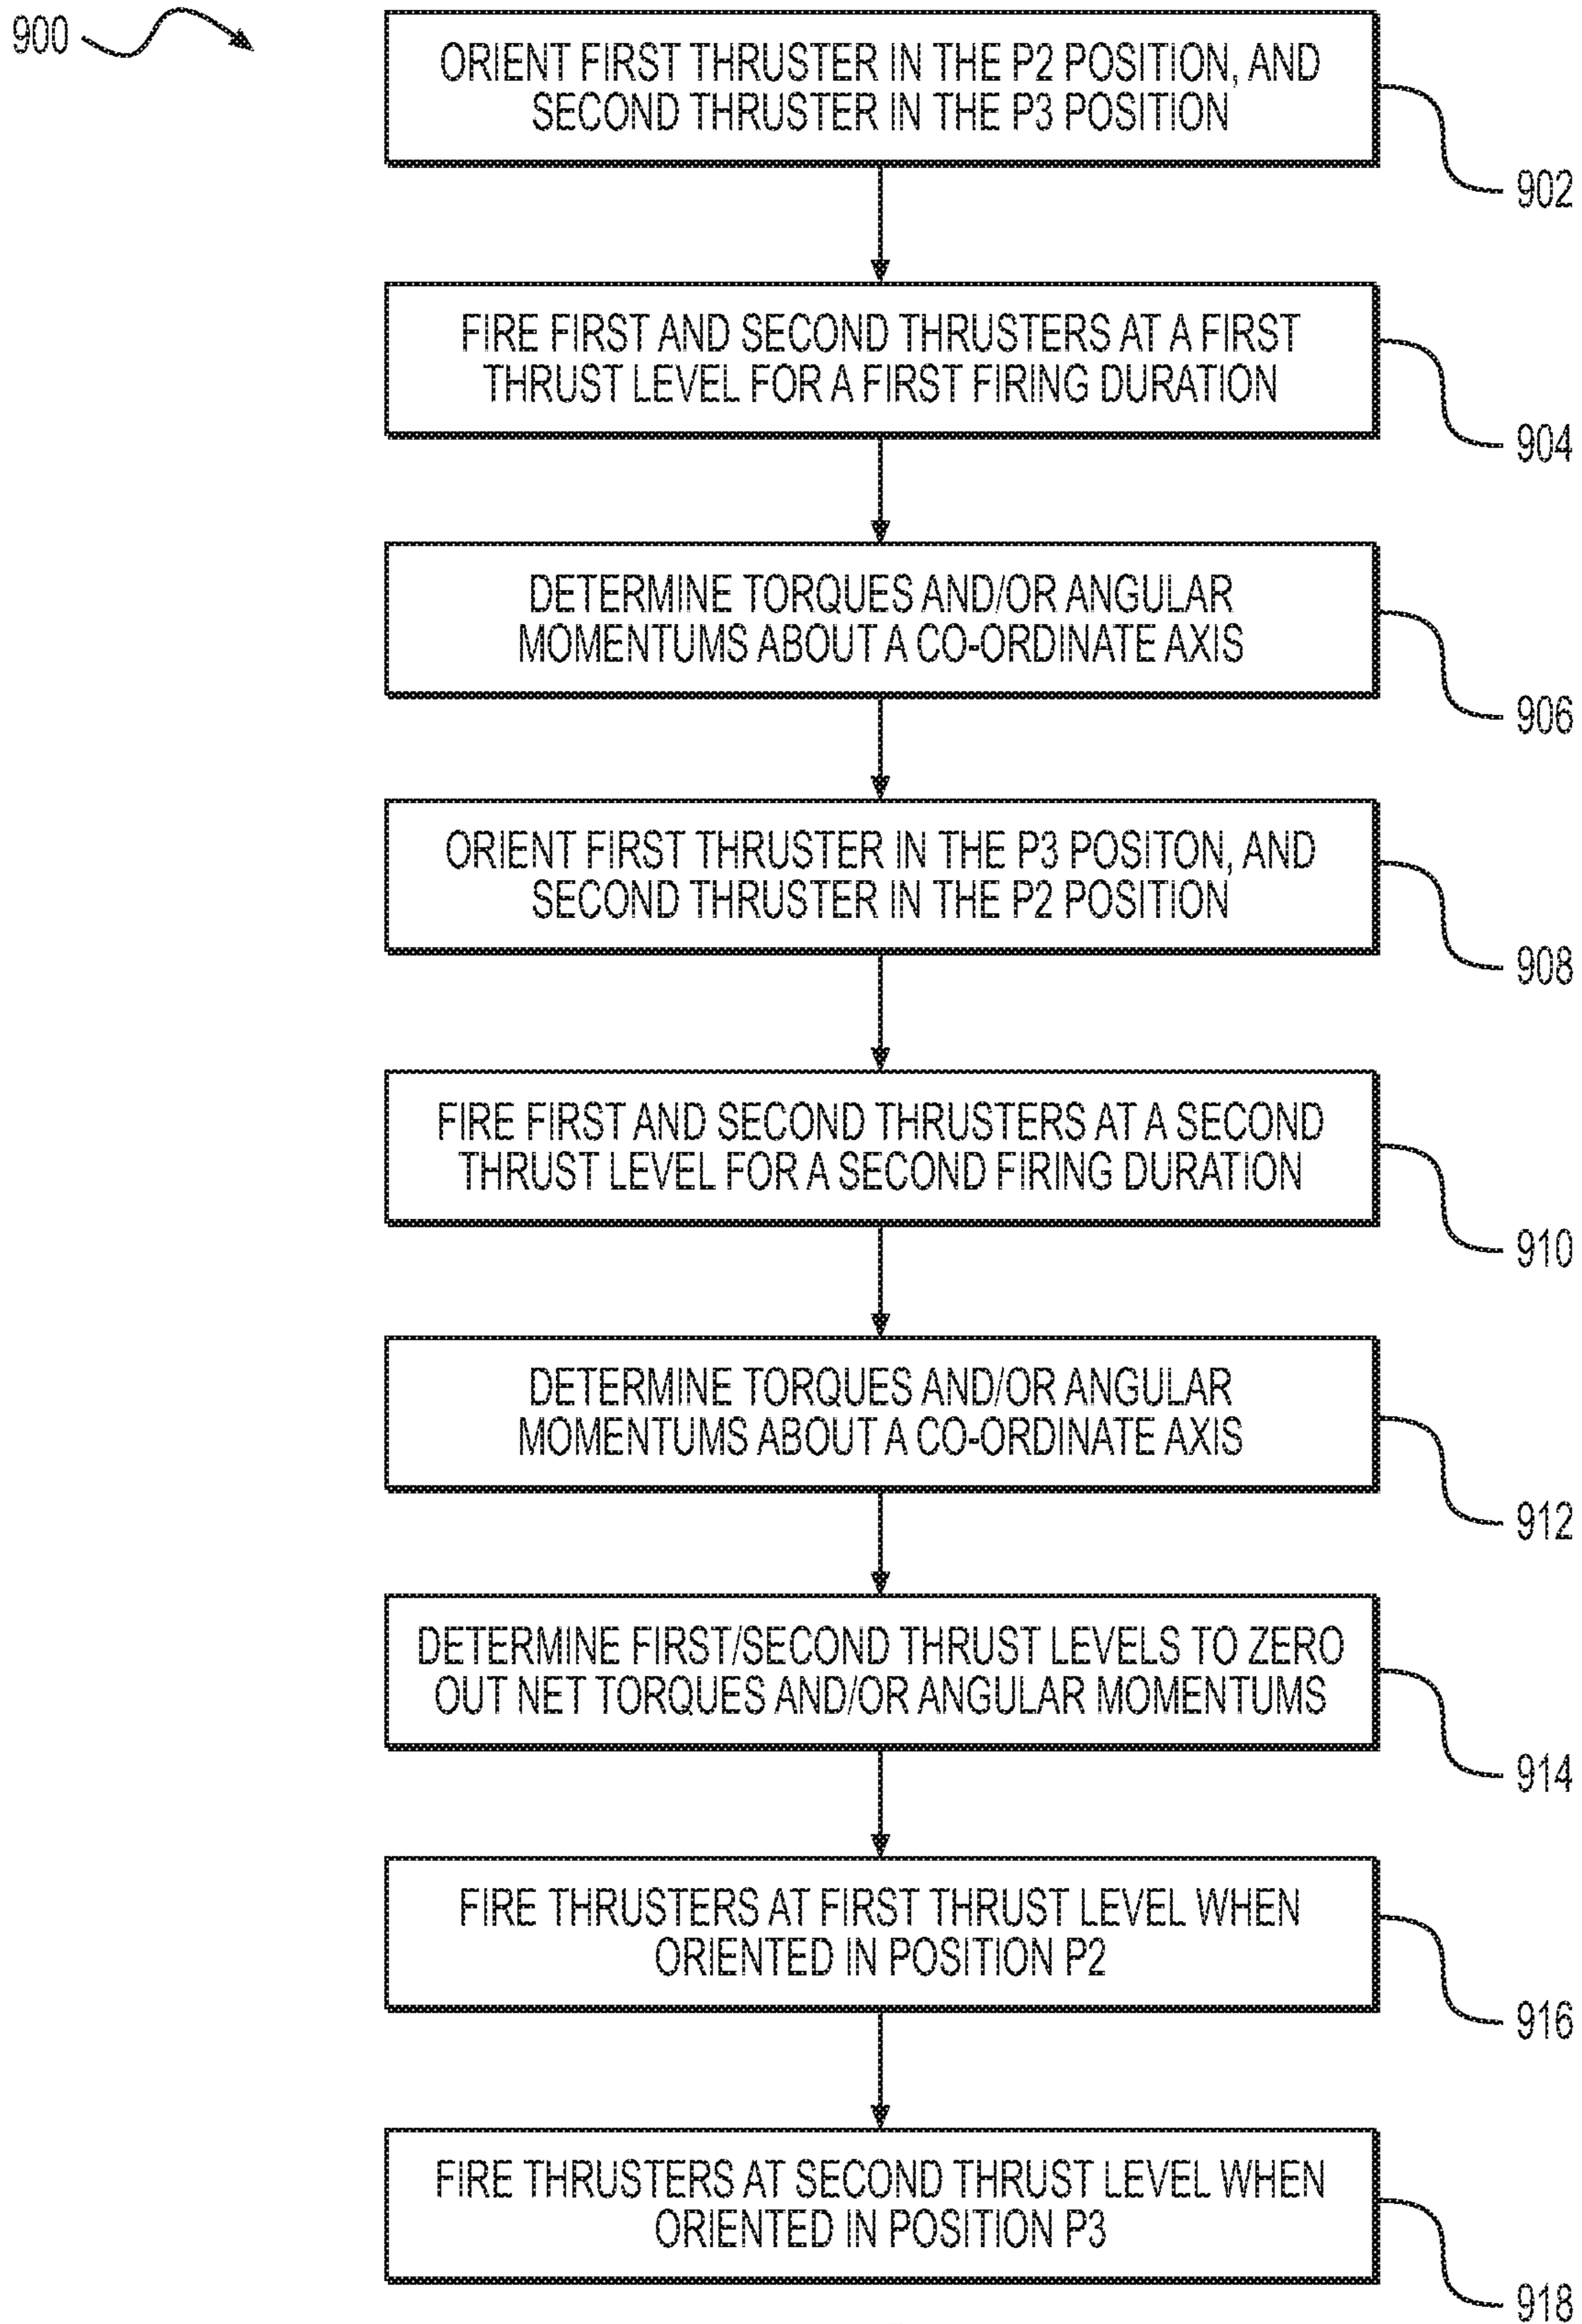 900
ORIENT FIRST THRUSTER IN THE P2 POSITION, AND
SECOND THRUSTER IN THE P3 POSITION
902
FIRE FIRST AND SECOND THRUSTERS AT A FIRST
THRUST LEVEL FOR A FIRST FIRING DURATION
904
DETERMINE TORQUES AND/OR ANGULAR
MOMENTUMS ABOUT A CO-ORDINATE AXIS
906
ORIENT FIRST THRUSTER IN THE P3 POSITON, AND
SECOND THRUSTER IN THE P2 POSITION
908
FIRE FIRST AND SECOND THRUSTERS AT A SECOND
THRUST LEVEL FOR A SECOND FIRING DURATION
910
DETERMINE TORQUES AND/OR ANGULAR
MOMENTUMS ABOUT A CO-ORDINATE AXIS
912
DETERMINE FIRST/SECOND THRUST LEVELS TO ZERO
OUT NET TORQUES AND/OR ANGULAR MOMENTUMS
914
FIRE THRUSTERS AT FIRST THRUST LEVEL WHEN
ORIENTED IN POSITION P2
916
FIRE THRUSTERS AT SECOND THRUST LEVEL WHEN
ORIENTED IN POSITION P3
918